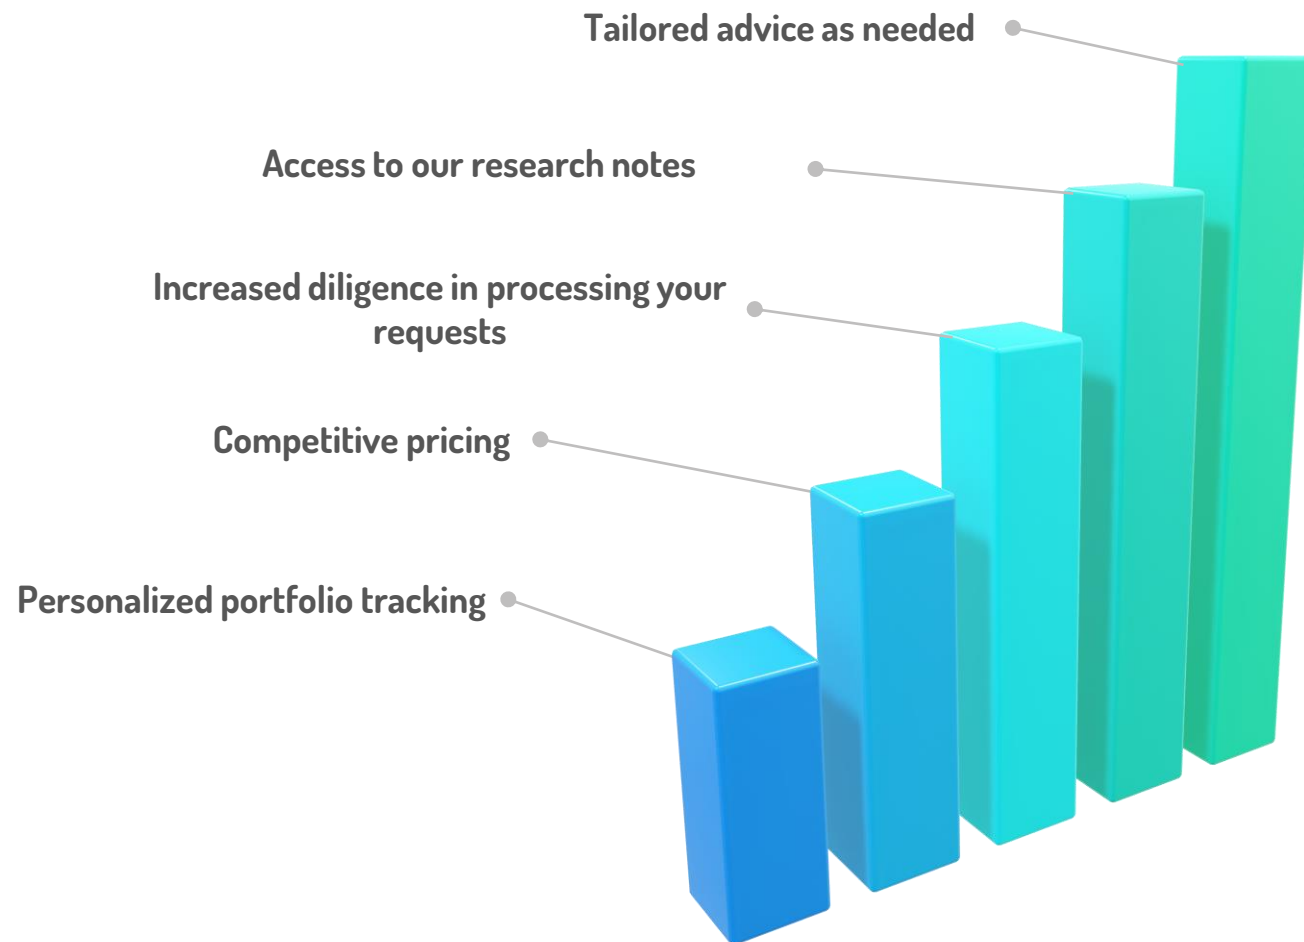 Tailored advice as needed
Access to our research notes
Increased diligence in processing your
requests
Competitive pricing
Personalized portfolio tracking